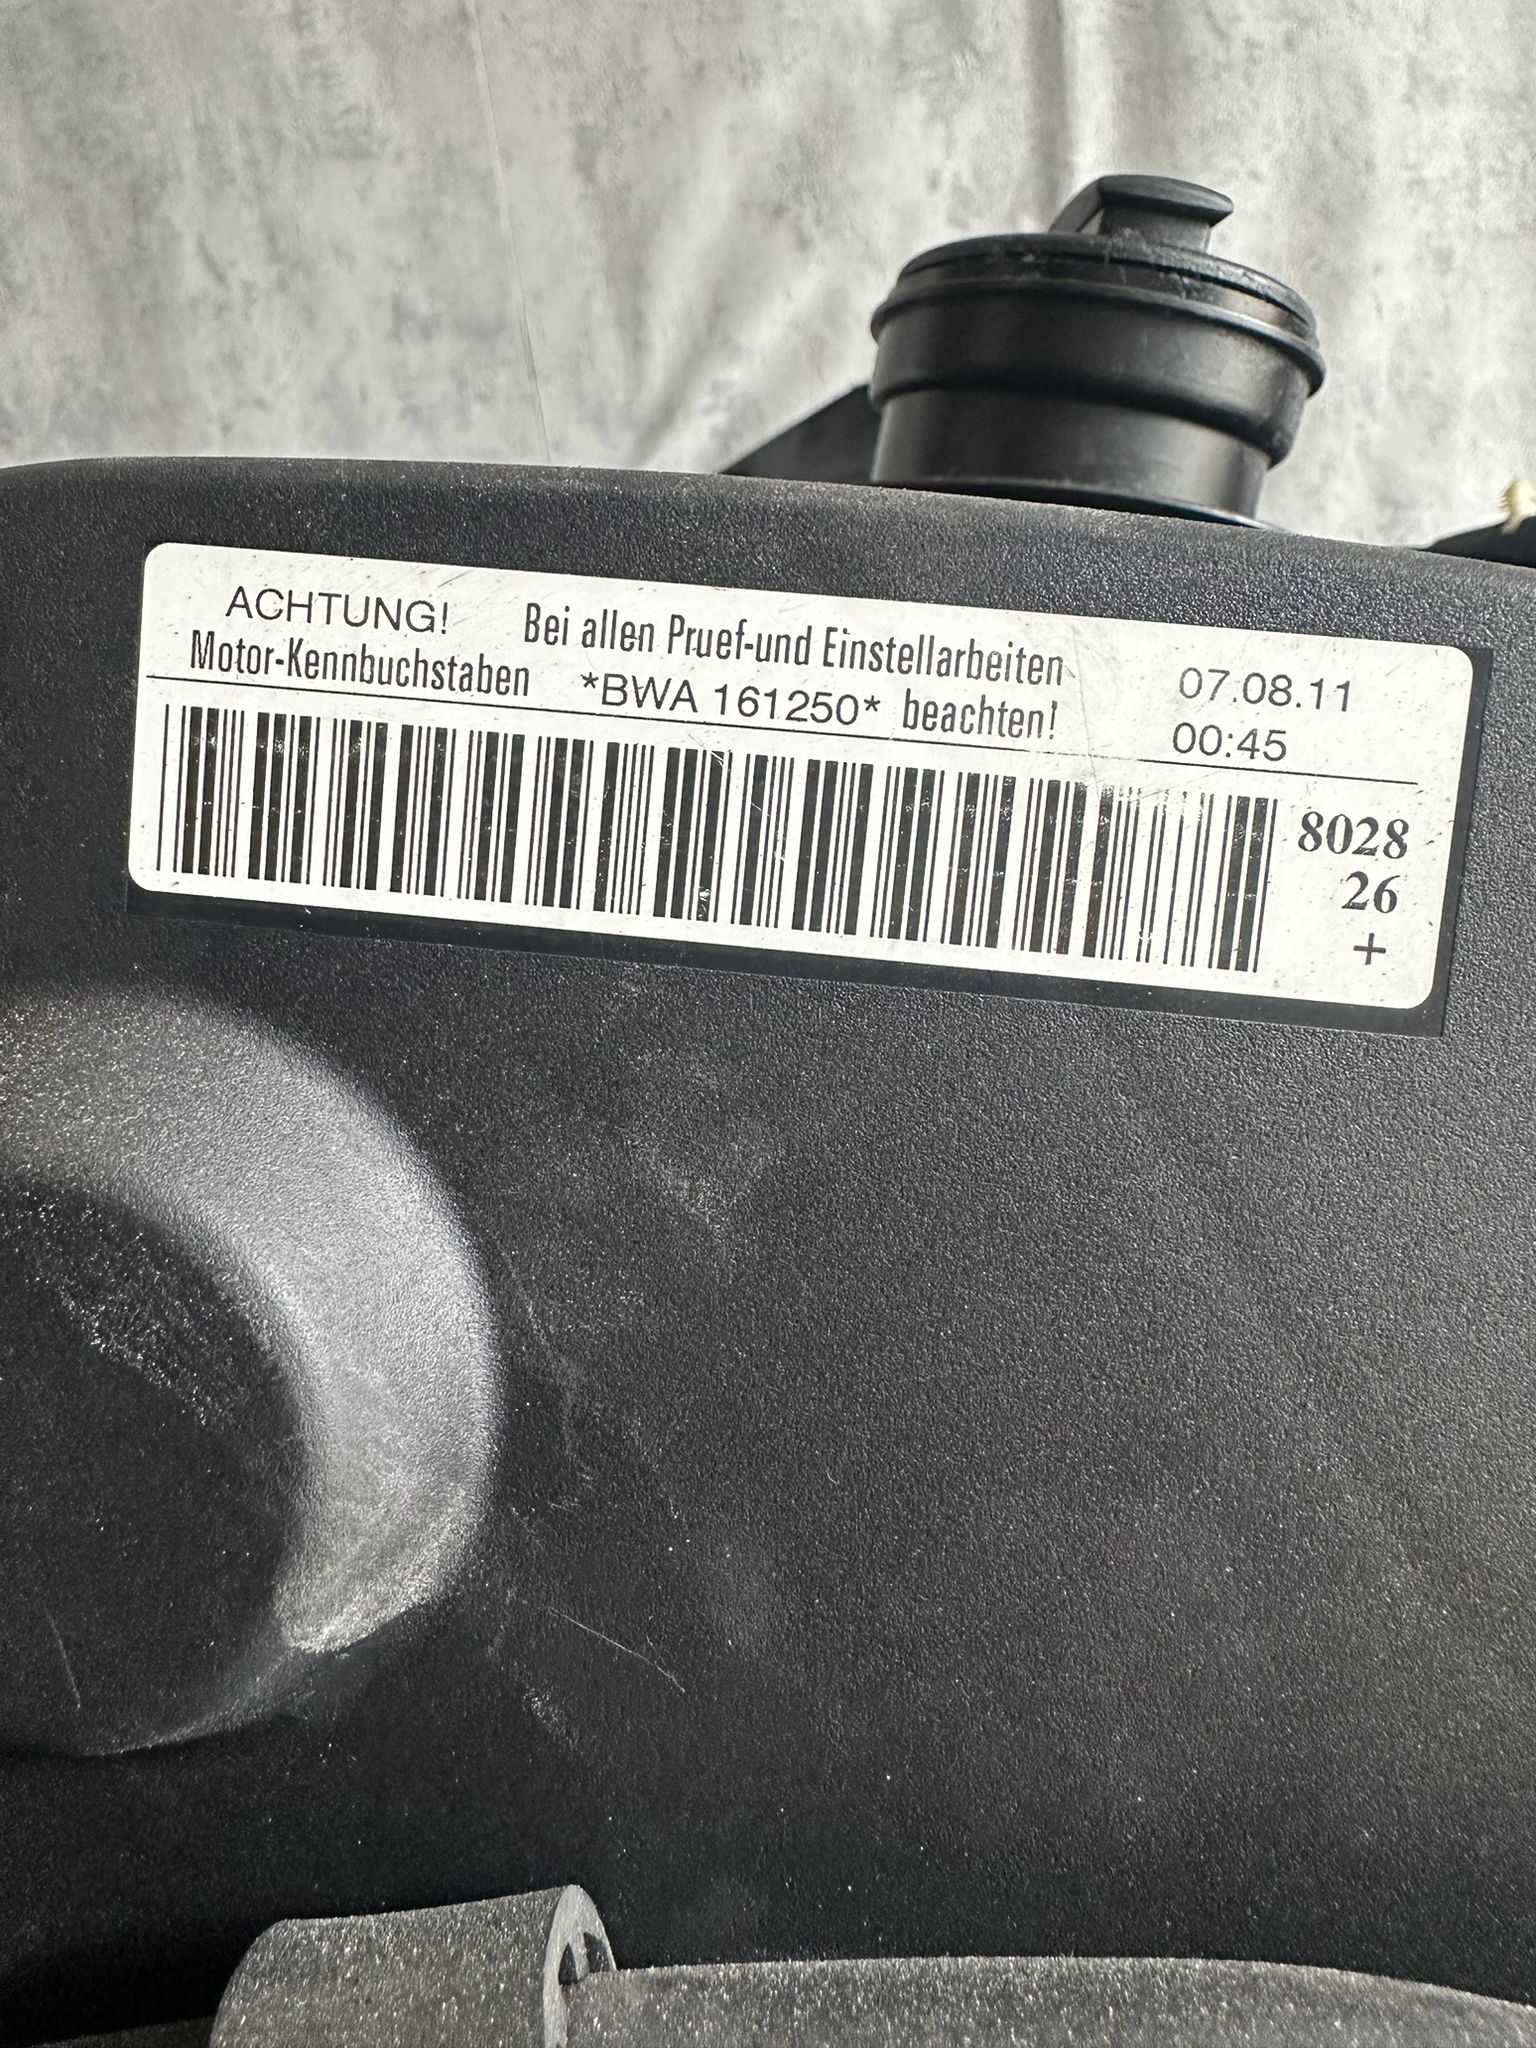 ACHTUNG! Bei allen Pruef-und Einstellarbeiten 07.08.11
Motor-Kennbuchstaben *BWA 161250* beachten! 00:45
8028
26
+